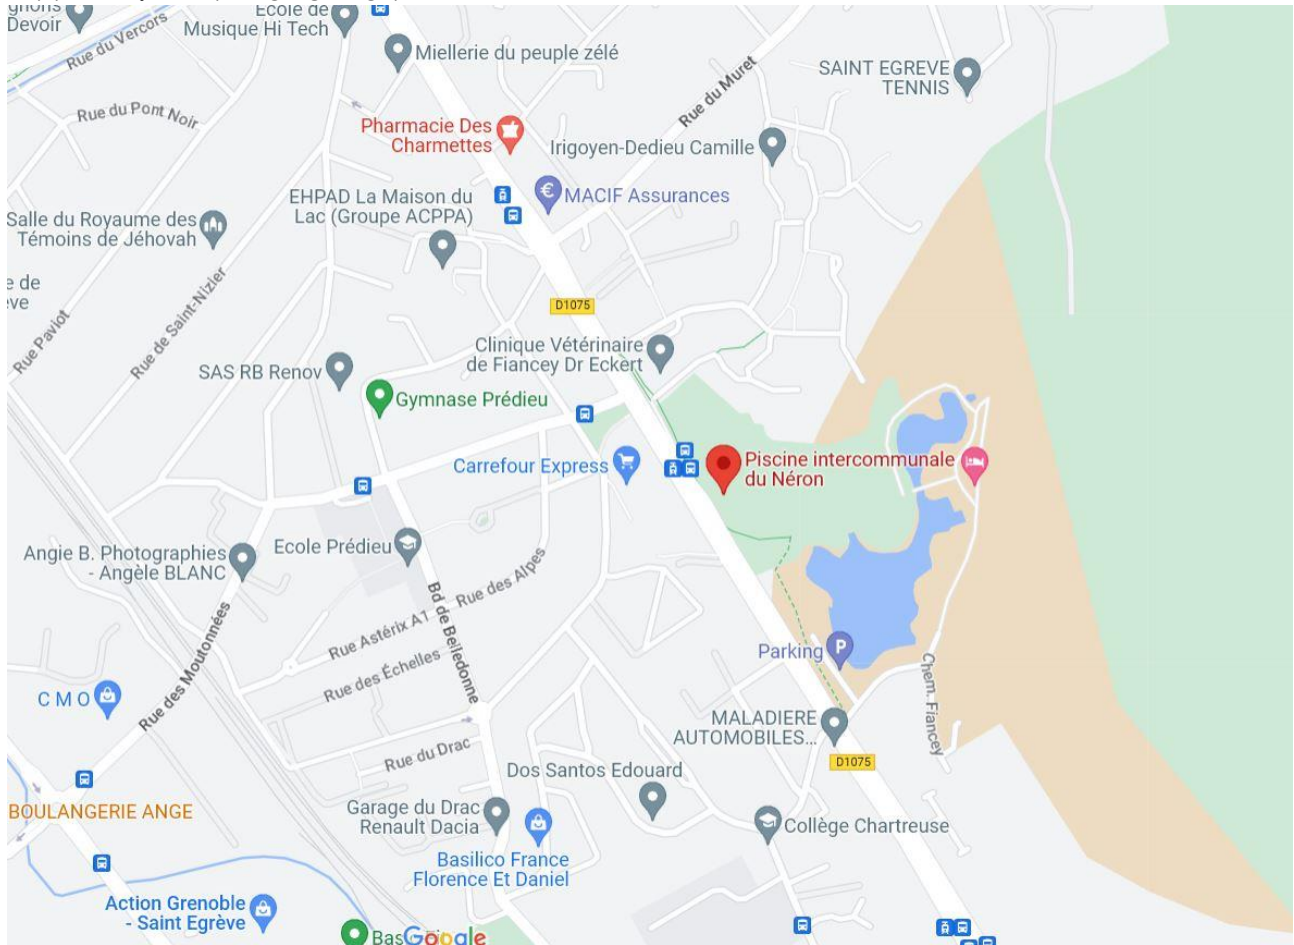 Devoir
Ecole de
Musique Hi Tech
Rue du Vercors
Miellerie du peuple zélé
SAINT EGREVE
TENNIS
Rue du Muret
Rue du Pont Noir
Pharmacie Des
Charmettes
Irigoyen-Dedieu Camille
MACIF Assurances
EHPAD La Maison du
Lac (Groupe ACPPA)
Salle du Royaume des
Témoins de Jéhovah
e de
ève
Rue Paviot
Rue de Saint-Nizier
D1075
Clinique Vétérinaire
de Fiancey Dr Eckert
SAS RB Renov
Gymnase Prédieu
Carrefour Express
Piscine intercommunale
du Néron
Ecole Prédieu
Angie B. Photographies
- Angèle BLANC
Rue des Alpes
Rue Astérix A1
Rue des Échelles
Bd de Belledonne
Rue des Moutonnées
Parking
P
Chem. Fiancey
C M O
MALADIERE
AUTOMOBILES...
D1075
Rue du Drac
Dos Santos Edouard
BOULANGERIE ANGE
Garage du Drac
Renault Dacia
Collège Chartreuse
Basilico France
Florence Et Daniel
Action Grenoble
- Saint Egrève
Bas
Google